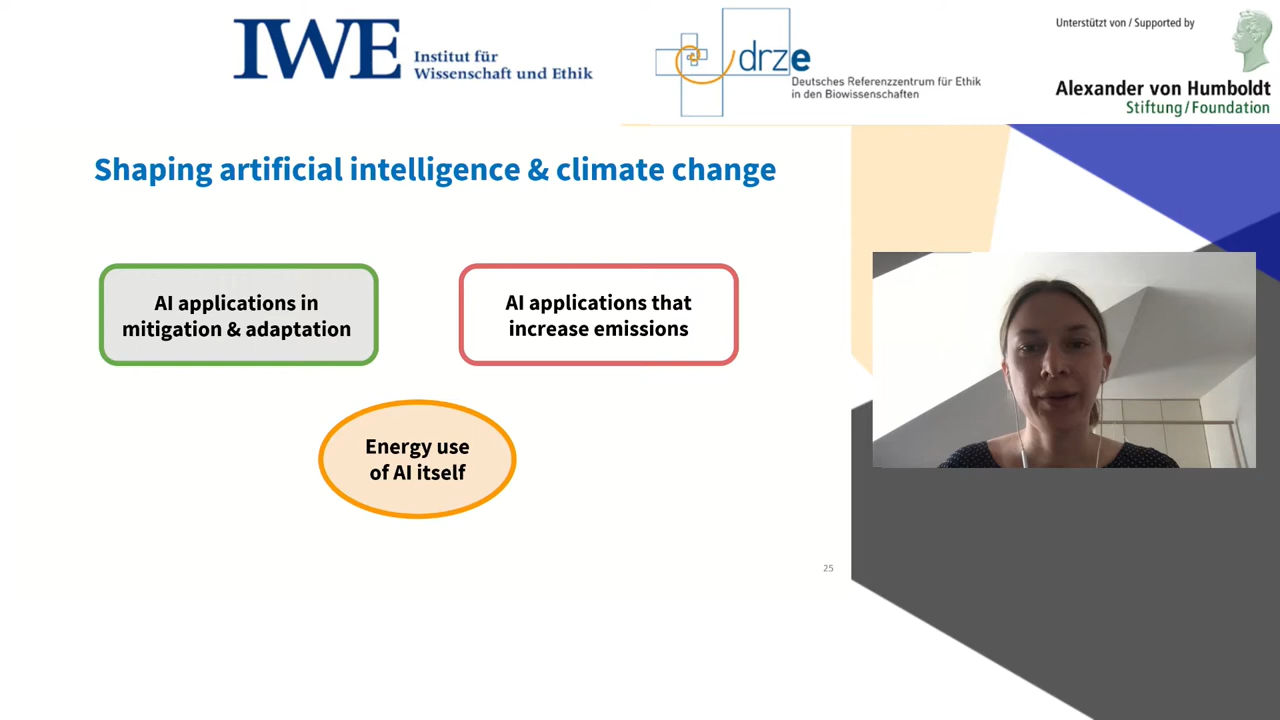 IWE Institut für
Wissenschaft und Ethik
drze
Deutsches Referenzzentrum für Ethik
in den Biowissenschaften
Unterstützt von / Supported by
Alexander von Humboldt
Stiftung/Foundation
Shaping artificial intelligence & climate change
AI applications in
mitigation & adaptation
AI applications that
increase emissions
Energy use
of AI itself
25